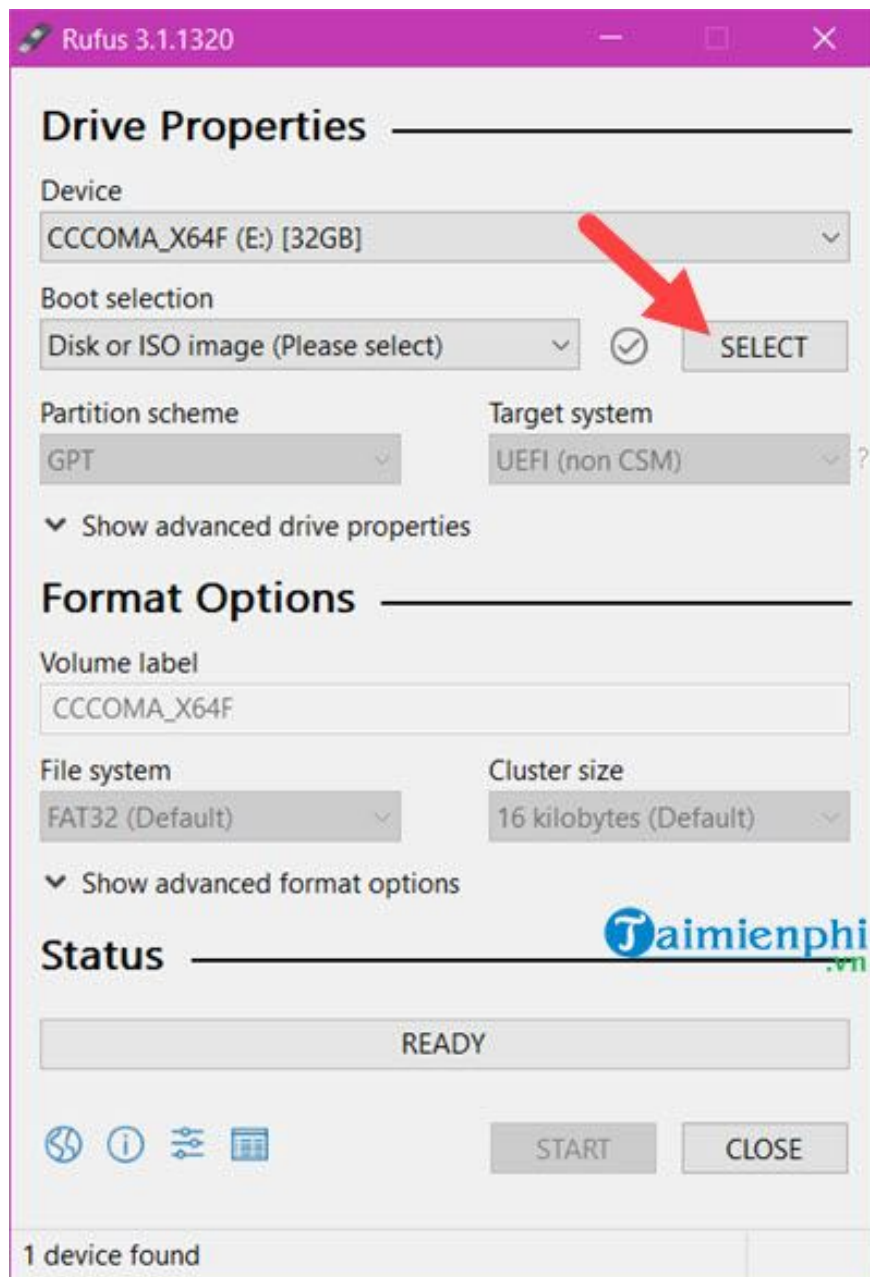 Rufus 3.1.1320
Drive Properties
Device
CCCOMA_X64F (E:) [32GB]
Boot selection
Disk or ISO image (Please select)
SELECT
Partition scheme
Target system
GPT
UEFI (non CSM)
?
Show advanced drive properties
Format Options
Volume label
CCCOMA_X64F
File system
Cluster size
FAT32 (Default)
16 kilobytes (Default)
Show advanced format options
Taimienphi
.vn
Status
READY
START
CLOSE
1 device found